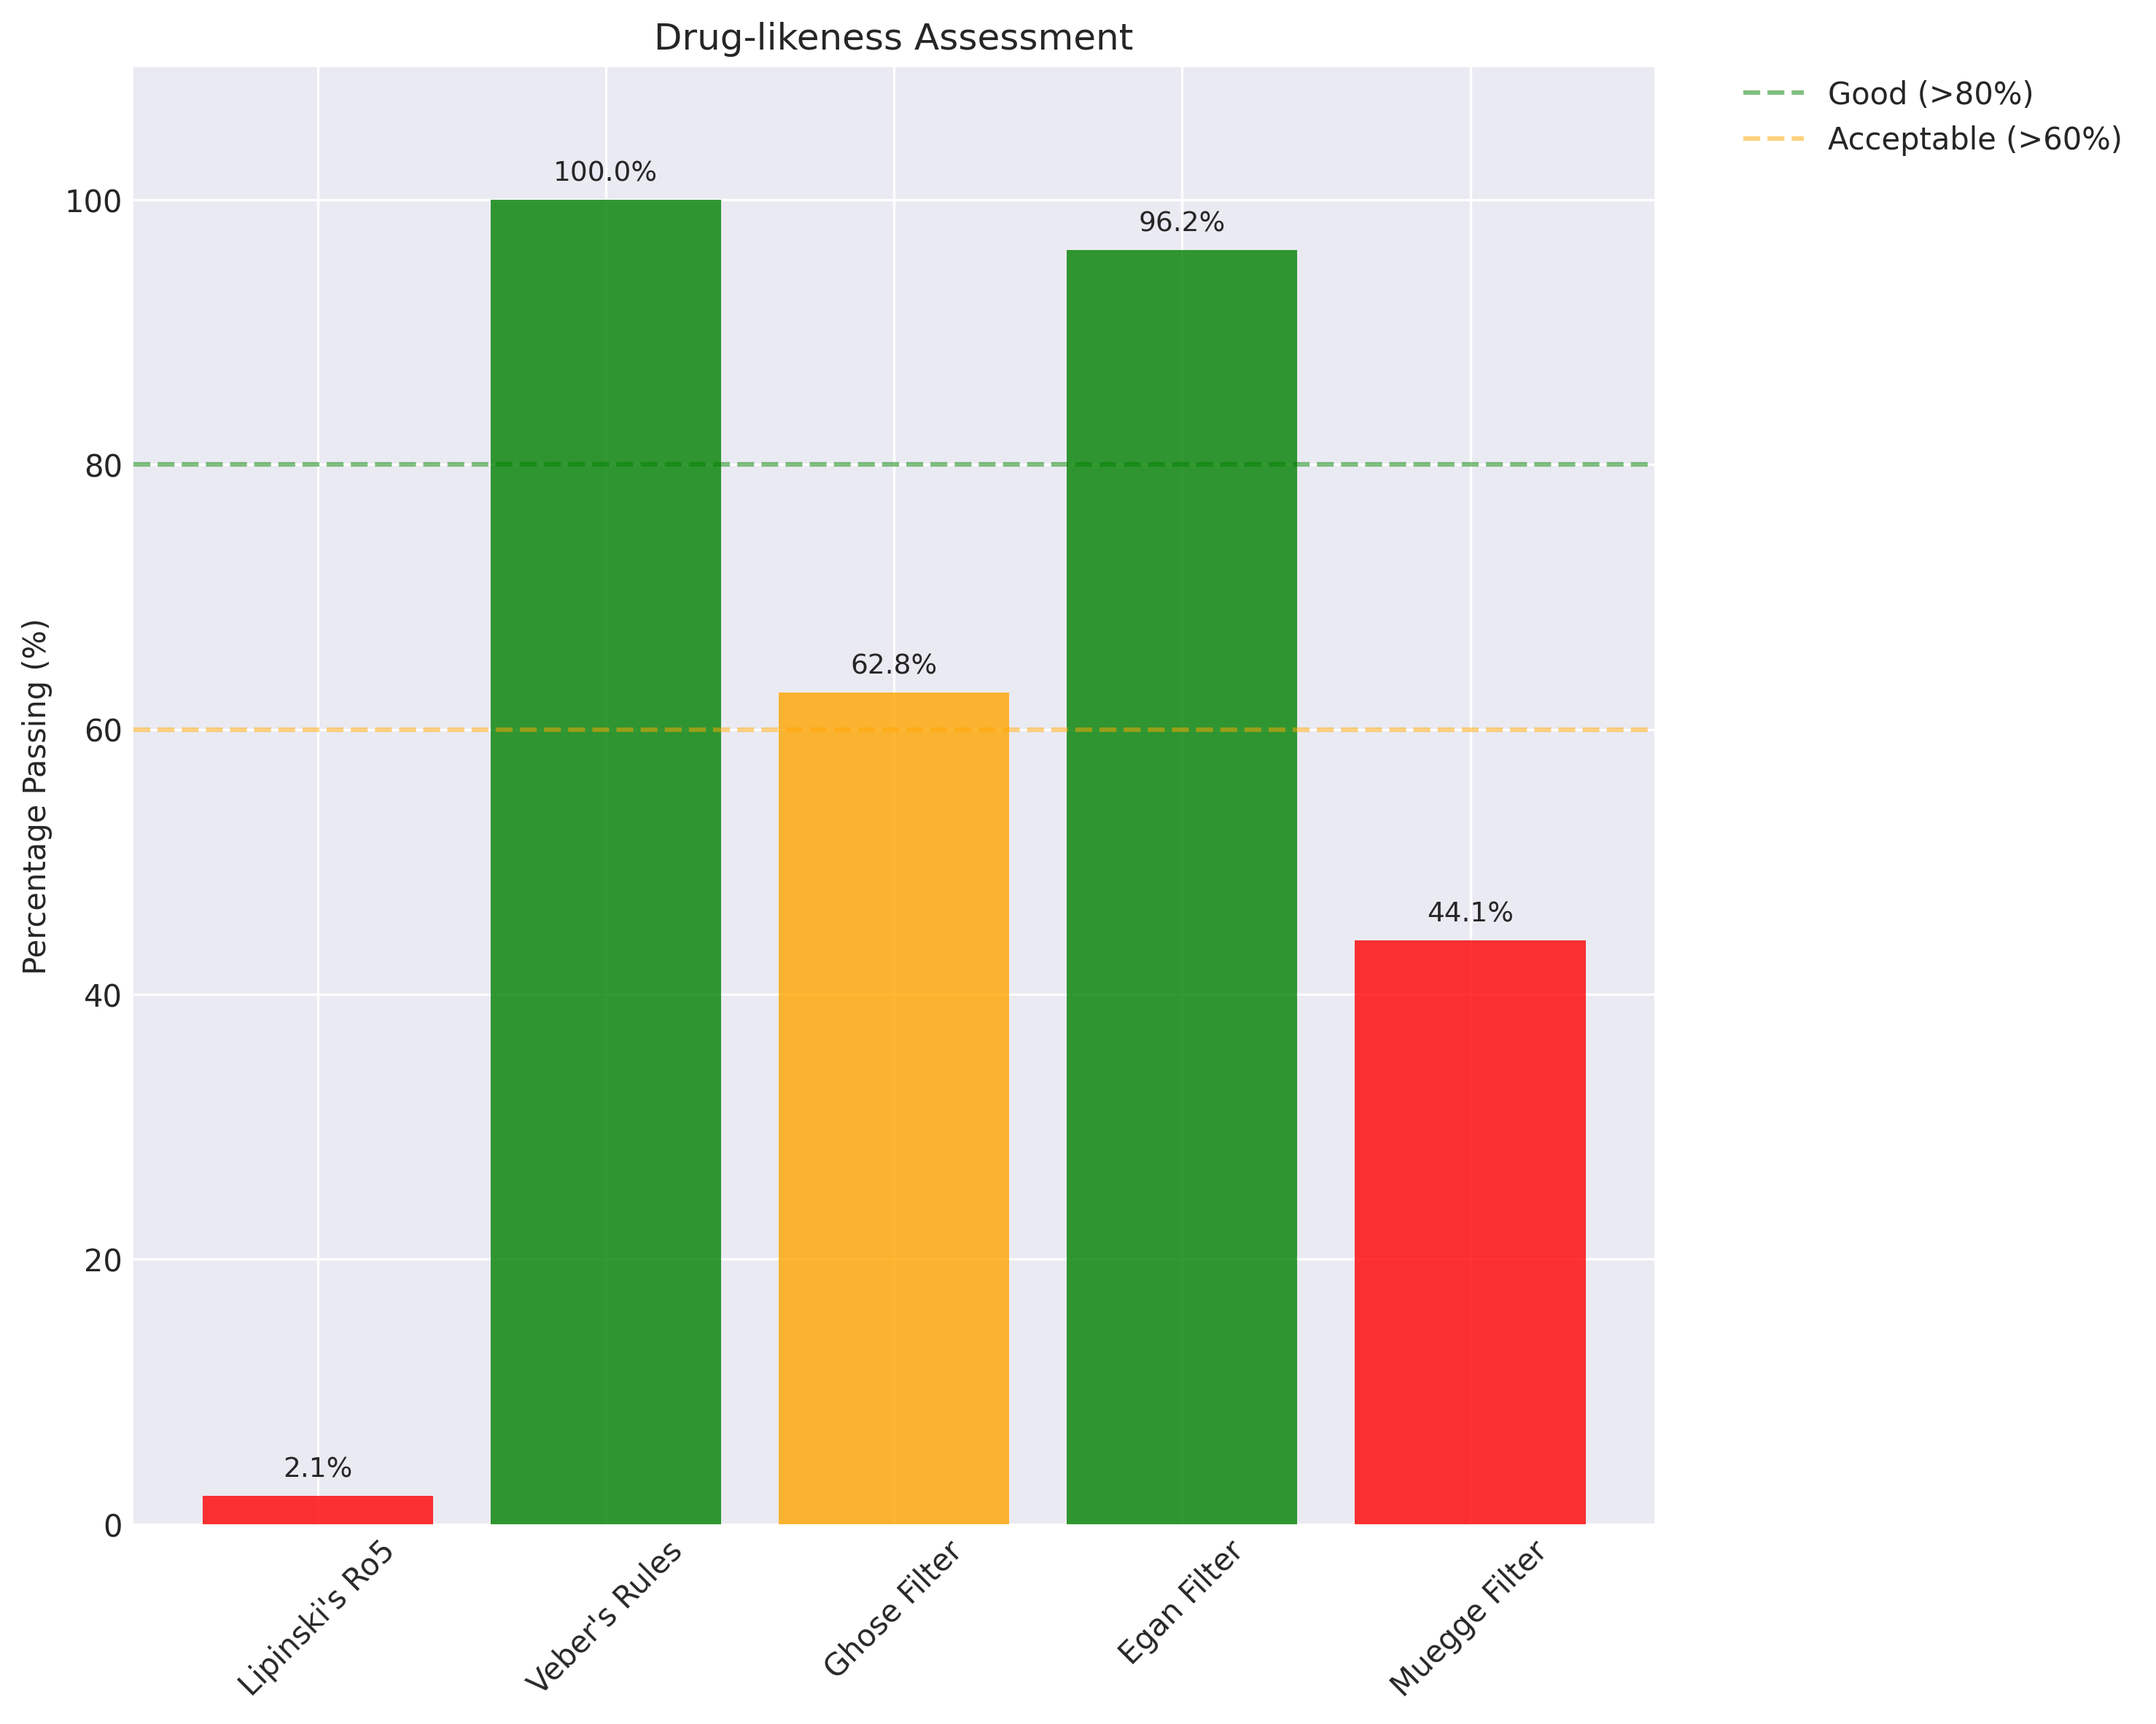 Drug-likeness Assessment
Good (>80%)
Acceptable (>60%)
Percentage Passing (%)
100
80
60
40
20
0
2.1%
100.0%
62.8%
96.2%
44.1%
Lipinski's Ro5
Veber's Rules
Ghose Filter
Egan Filter
Muegge Filter